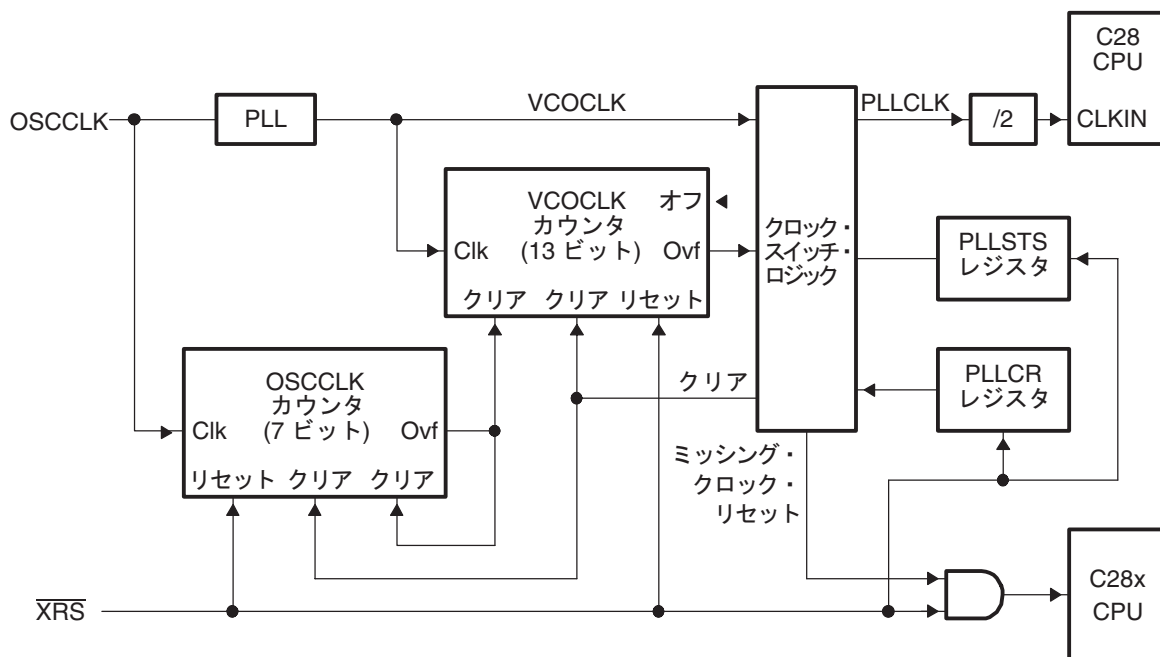 C28
CPU
CLKIN
OSCCLK
PLL
VCOCLK
PLLCLK
/2
VCOCLK
カウンタ
(13 ビット)
オフ
Clk
Ovf
クリア クリア リセット
クロック・
スイッチ・
ロジック
PLLSTS
レジスタ
OSCCLK
カウンタ
(7 ビット)
Clk
Ovf
リセット クリア クリア
クリア
PLLCR
レジスタ
ミッシング・
クロック・
リセット
XRS
C28x
CPU